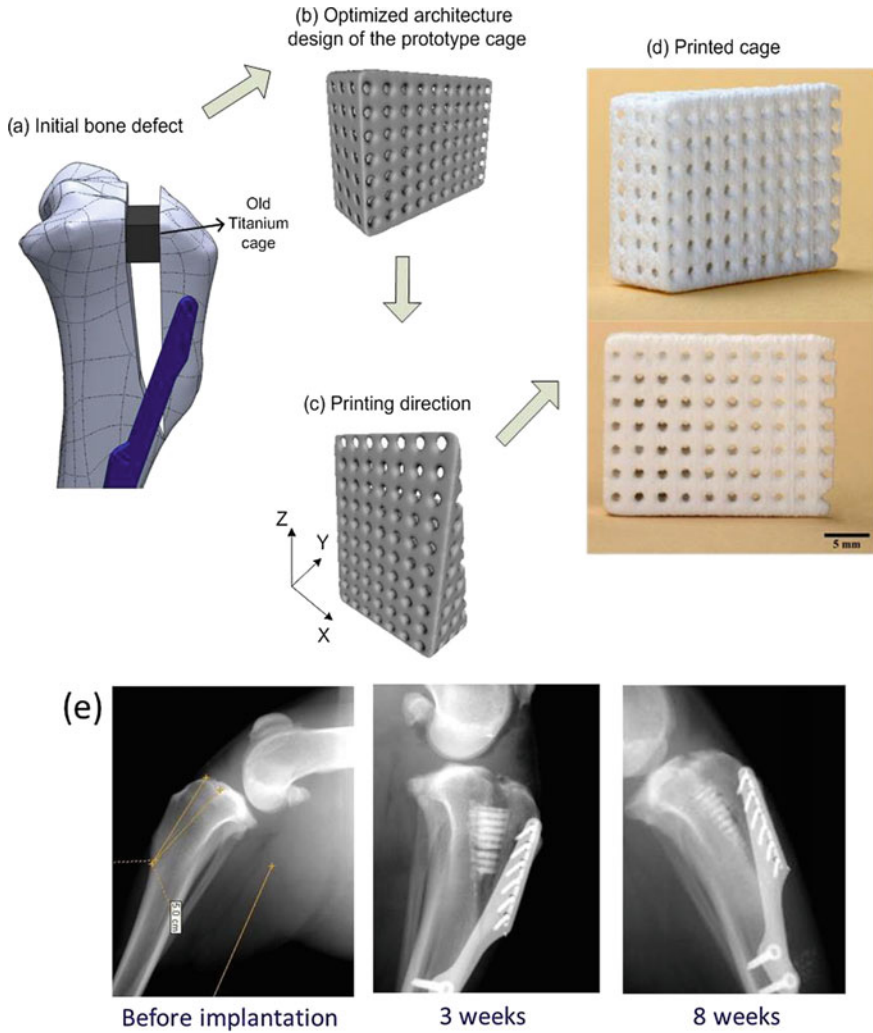 (b) Optimized architecture
design of the prototype cage
(d) Printed cage
(a) Initial bone defect
Old
Titanium
cage
(c) Printing direction
Z
Y
X
5 mm
(e)
5.0 cm
Before implantation
3 weeks
8 weeks